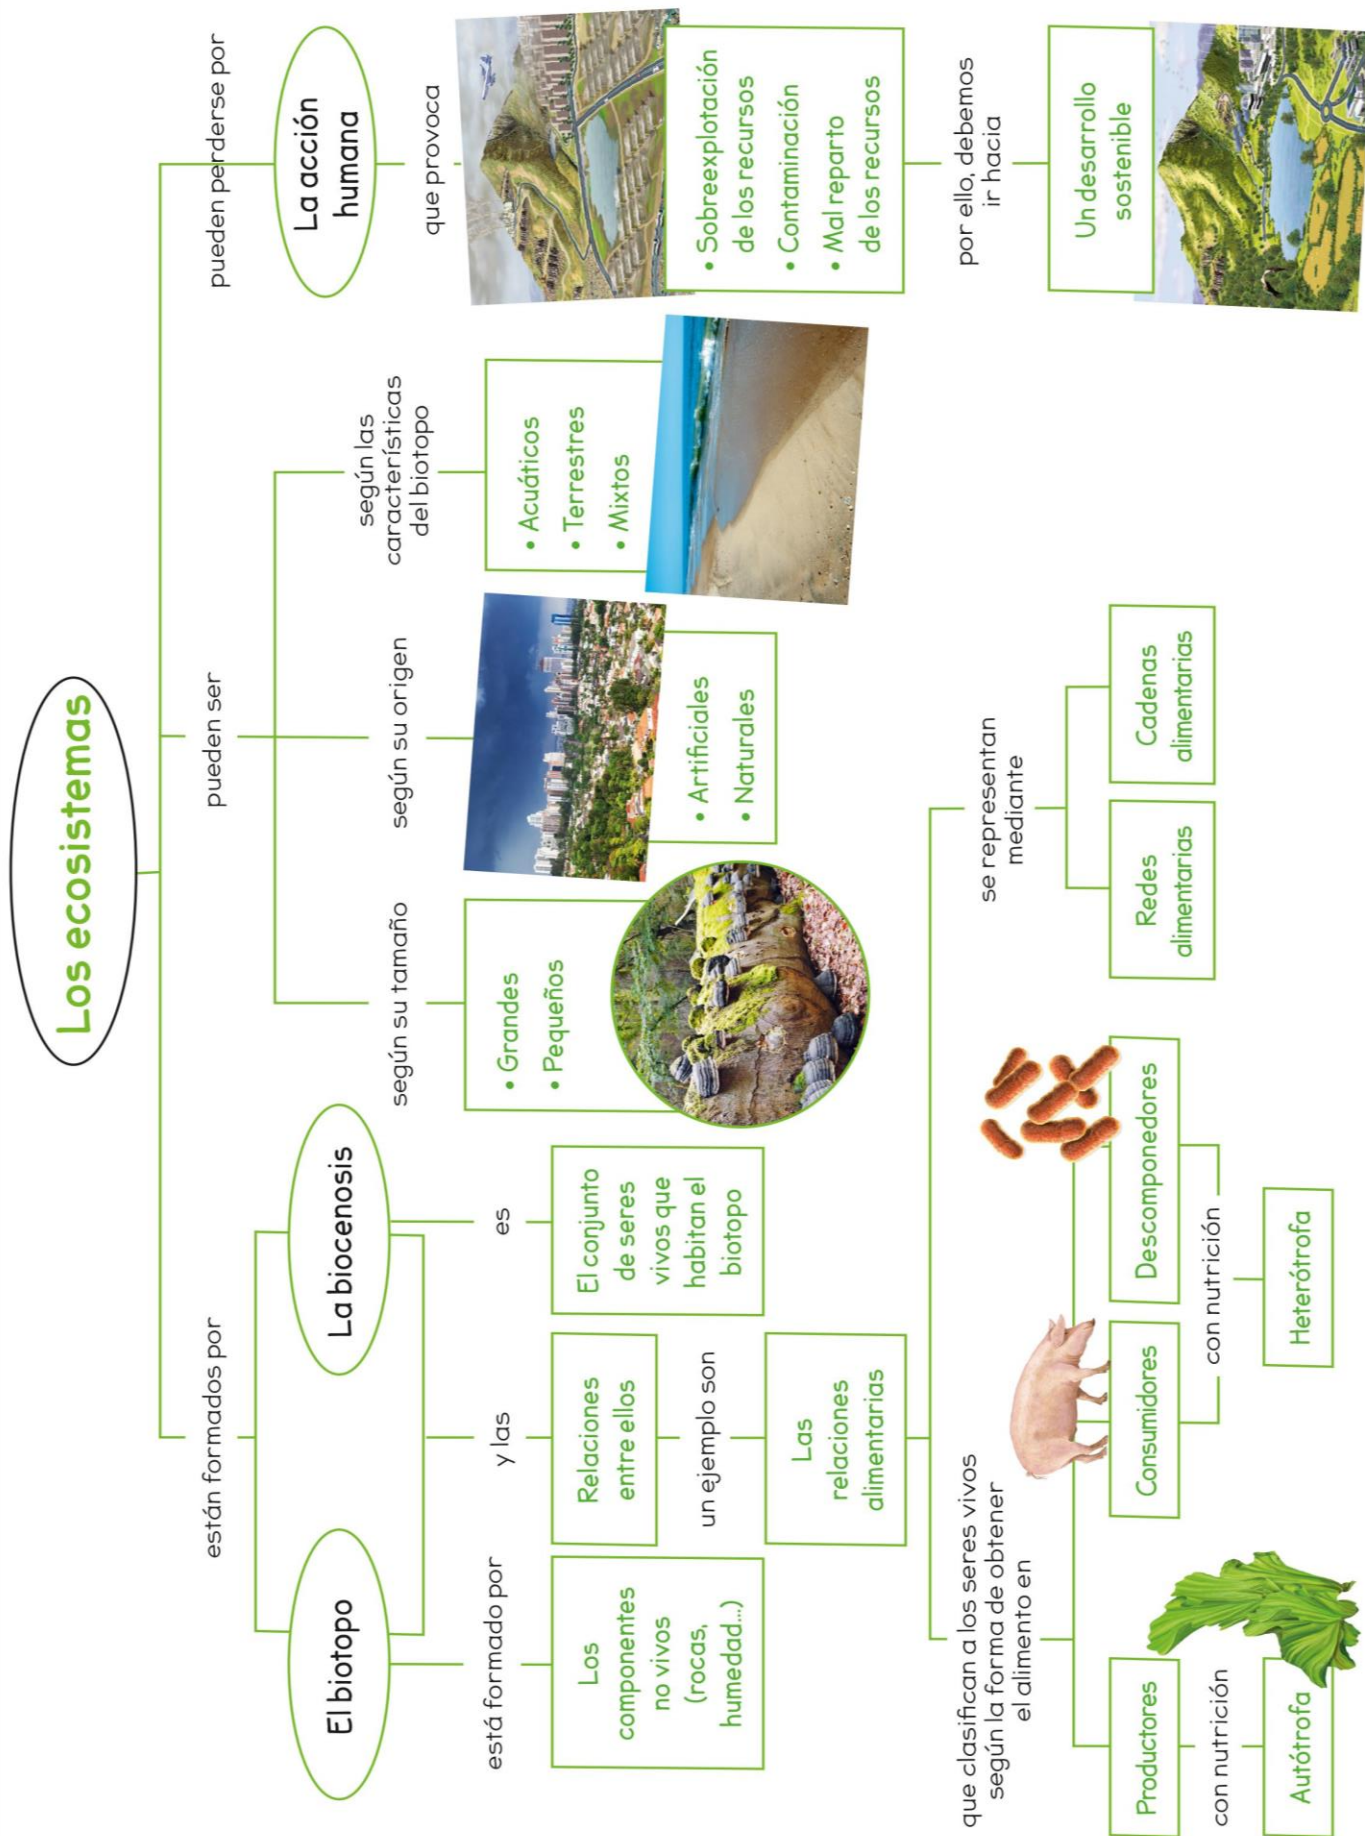 Los ecosistemas
están formados por
El biotopo
La biocenosis
está formado por
Los
componentes
no vivos
(rocas,
humedad...)
y las
Relaciones
entre ellos
es
El conjunto
de seres
vivos que
habitan el
biotopo
un ejemplo son
Las
relaciones
alimentarias
que clasifican a los seres vivos
según la forma de obtener
el alimento en
Productores
con nutrición
Autótrofa
Consumidores
Descomponedores
con nutrición
Heterótrofa
se representan
mediante
Redes
alimentarias
Cadenas
alimentarias
pueden ser
según su tamaño
• Grandes
• Pequeños
según su origen
• Artificiales
• Naturales
según las
características
del biotopo
• Acuáticos
• Terrestres
• Mixtos
pueden perderse por
La acción
humana
que provoca
• Sobreexplotación
de los recursos
• Contaminación
• Mal reparto
de los recursos
por ello, debemos
ir hacia
Un desarrollo
sostenible